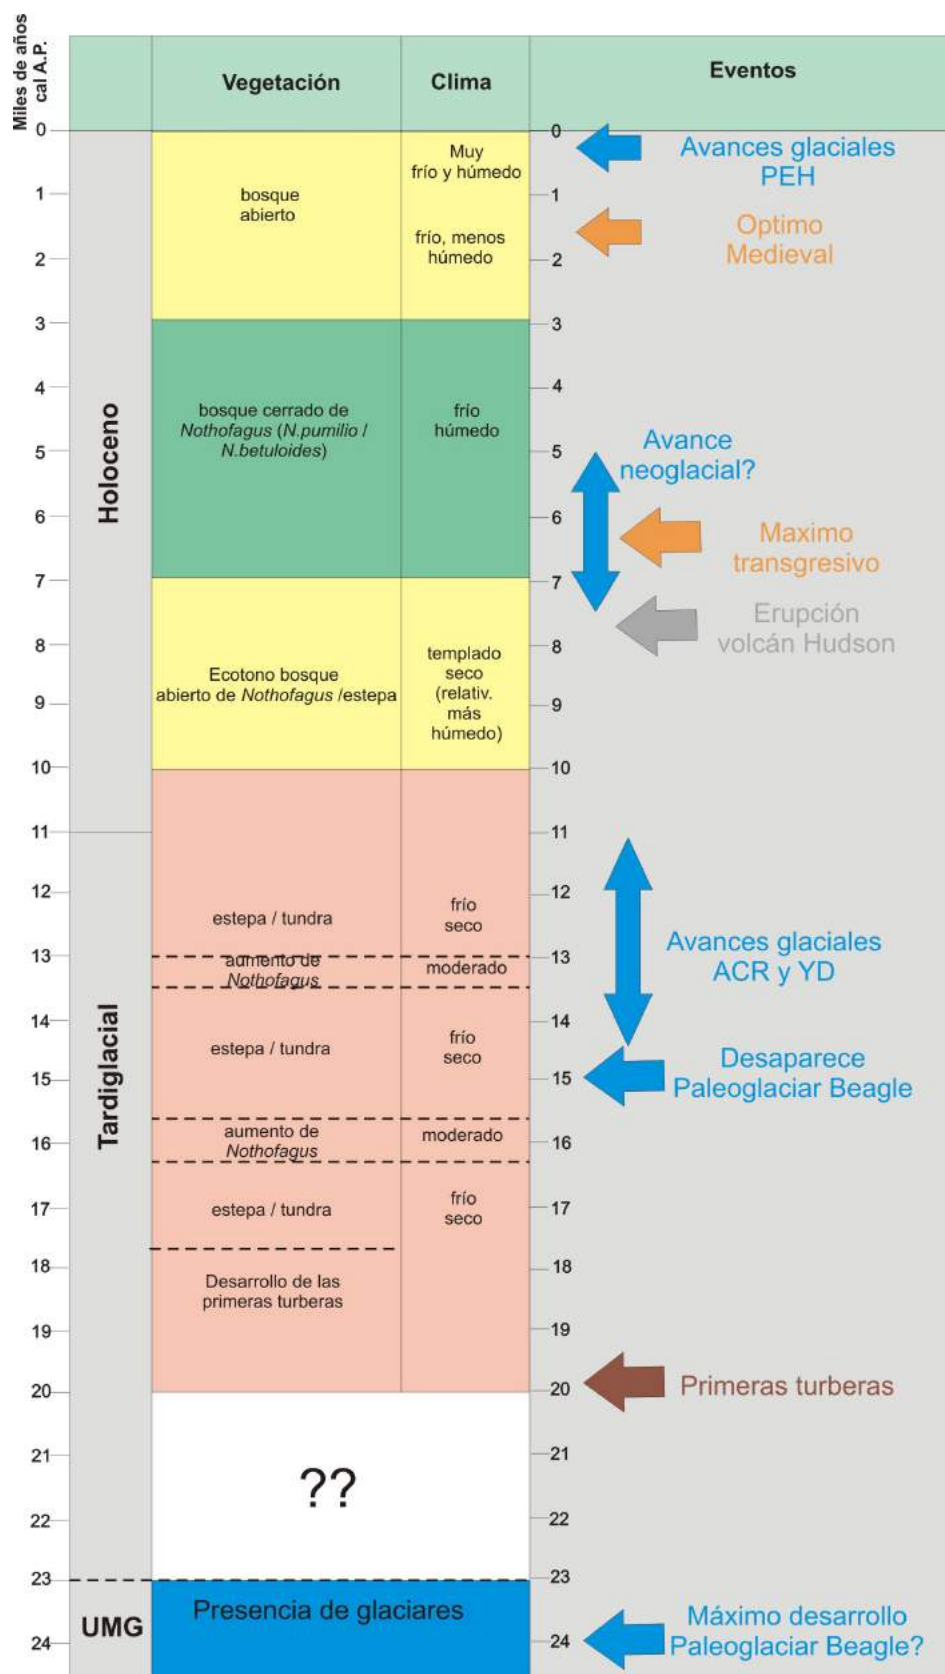 Miles de años
cal A.P.
Vegetación
Clima
Eventos
0
0
Muy
frío y húmedo
Avances glaciales
PEH
1
bosque
abierto
1
frío, menos
húmedo
Optimo
Medieval
2
2
3
3
Holoceno
4
4
bosque cerrado de
Nothofagus (N.pumilio /
N.betuloides)
frío
húmedo
Avance
neoglacial?
5
5
6
6
Maximo
transgresivo
7
7
Erupción
volcán Hudson
8
8
Ecotono bosque
abierto de Nothofagus /estepa
templado
seco
(relativ.
más
húmedo)
9
9
10
10
11
11
Tardiglacial
12
12
estepa / tundra
frío
seco
13
13
aumento de
Nothofagus
moderado
Avances glaciales
ACR y YD
14
14
estepa / tundra
frío
seco
15
15
Desaparece
Paleoglaciar Beagle
aumento de
Nothofagus
moderado
16
16
17
17
estepa / tundra
frío
seco
18
18
Desarrollo de las
primeras turberas
19
19
20
20
Primeras turberas
21
21
??
22
22
23
23
UMG
Presencia de glaciares
24
24
Máximo desarrollo
Paleoglaciar Beagle?